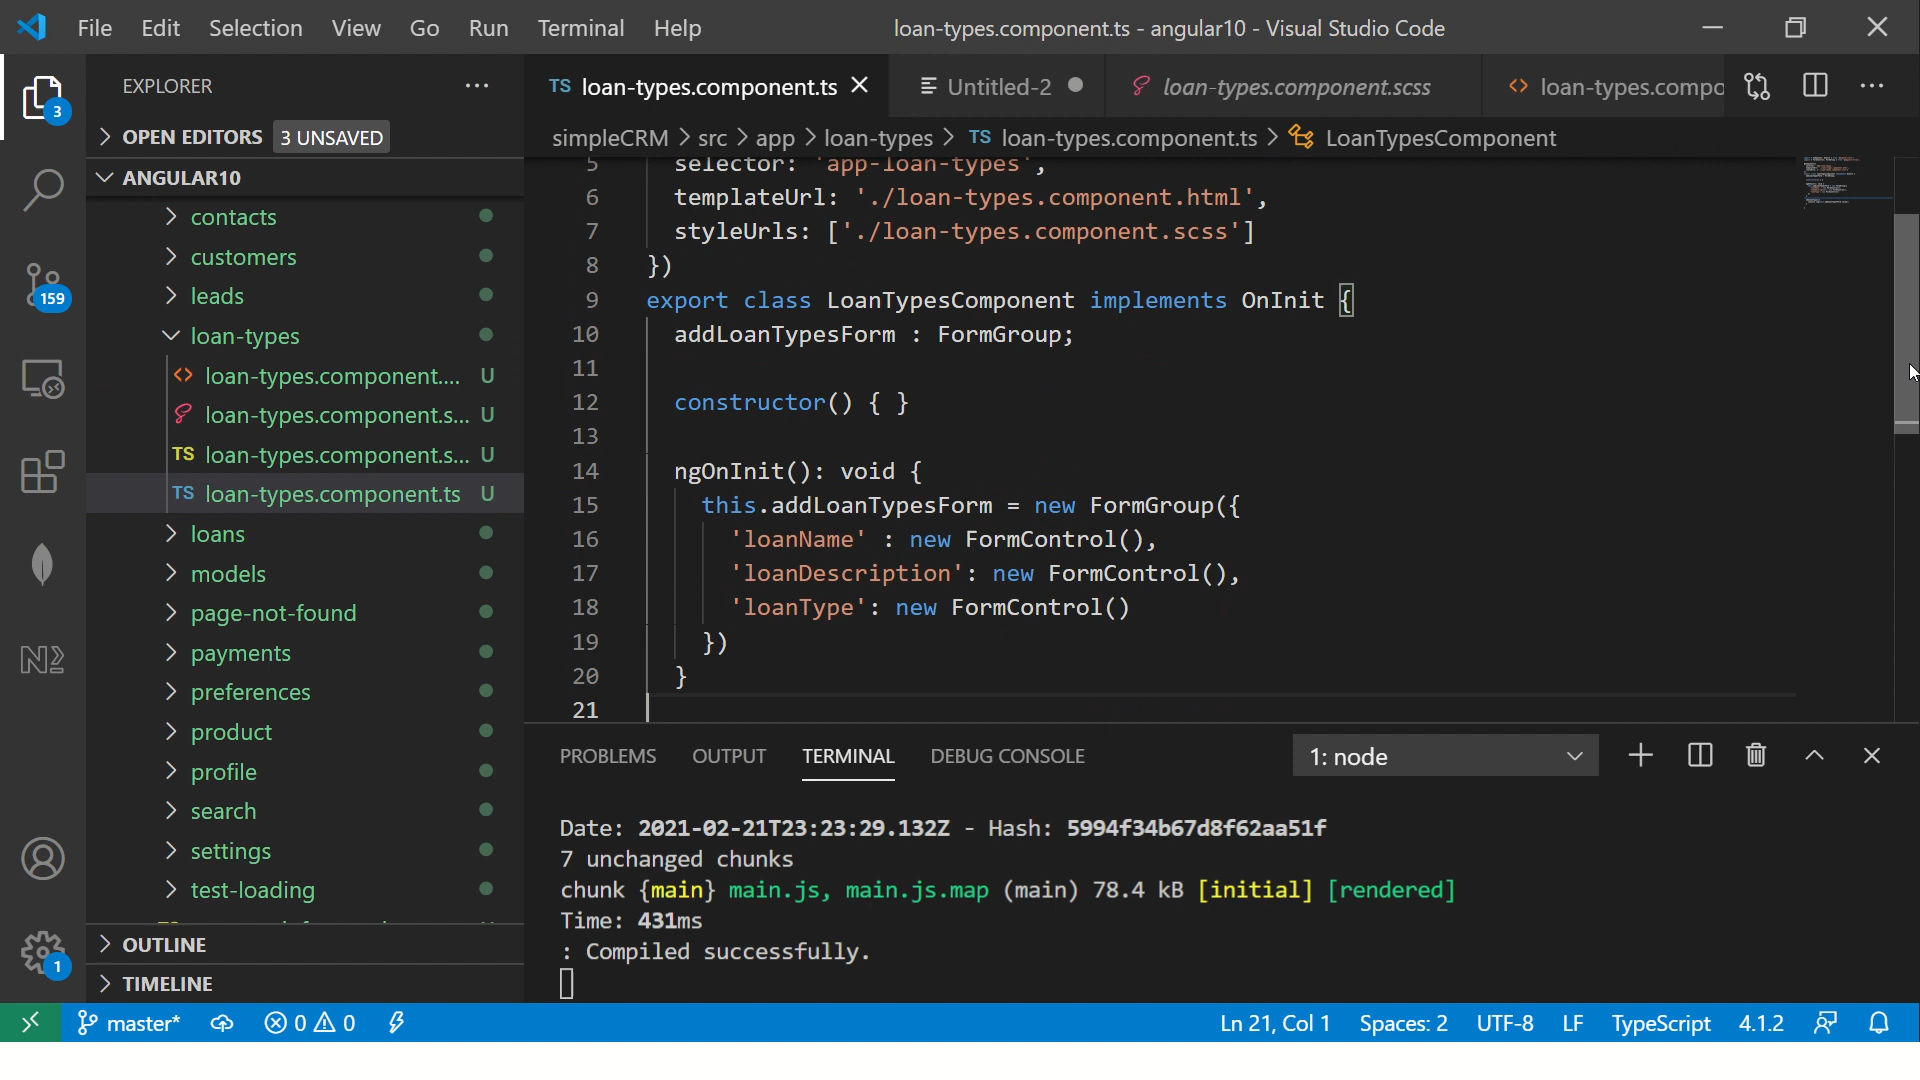 File Edit Selection View Go Run Terminal Help
loan-types.component.ts - angular10 - Visual Studio Code
EXPLORER
OPEN EDITORS 3 UNSAVED
ANGULAR10
contacts
customers
leads
loan-types
loan-types.component.... U
loan-types.component.s... U
TS loan-types.component.s... U
TS loan-types.component.ts U
loans
models
page-not-found
payments
preferences
product
profile
search
settings
test-loading
OUTLINE
TIMELINE
3
159
1
TS loan-types.component.ts
Untitled-2
loan-types.component.scss
<> loan-types.compo
simpleCRM > src > app > loan-types > TS loan-types.component.ts > LoanTypesComponent
5 selector: 'app-loan-types',
6 templateUrl: './loan-types.component.html',
7 styleUrls: ['./loan-types.component.scss']
8 })
9 export class LoanTypesComponent implements OnInit {
10 addLoanTypesForm : FormGroup;
11
12 constructor() { }
13
14 ngOnInit(): void {
15 this.addLoanTypesForm = new FormGroup({
16 'loanName' : new FormControl(),
17 'loanDescription': new FormControl(),
18 'loanType': new FormControl()
19 })
20 }
21
PROBLEMS OUTPUT TERMINAL DEBUG CONSOLE
1: node
Date: 2021-02-21T23:23:29.132Z - Hash: 5994f34b67d8f62aa51f
7 unchanged chunks
chunk {main} main.js, main.js.map (main) 78.4 kB [initial] [rendered]
Time: 431ms
: Compiled successfully.
master* 0 0
Ln 21, Col 1 Spaces: 2 UTF-8 LF TypeScript 4.1.2